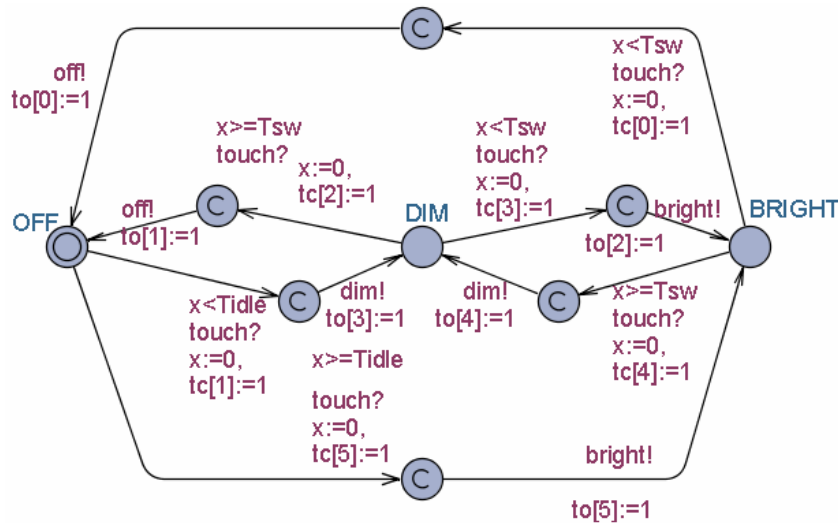 C
x<Tsw
touch?
x:=0,
tc[0]:=1
off!
to[0]:=1
x>=Tsw
touch?
x:=0,
tc[2]:=1
x<Tsw
touch?
x:=0,
tc[3]:=1
OFF
off!
to[1]:=1
C
DIM
C
bright!
to[2]:=1
BRIGHT
x<Tidle
touch?
x:=0,
tc[1]:=1
C
dim!
to[3]:=1
dim!
to[4]:=1
C
x>=Tsw
touch?
x:=0,
tc[4]:=1
x>=Tidle
touch?
x:=0,
tc[5]:=1
C
bright!
to[5]:=1